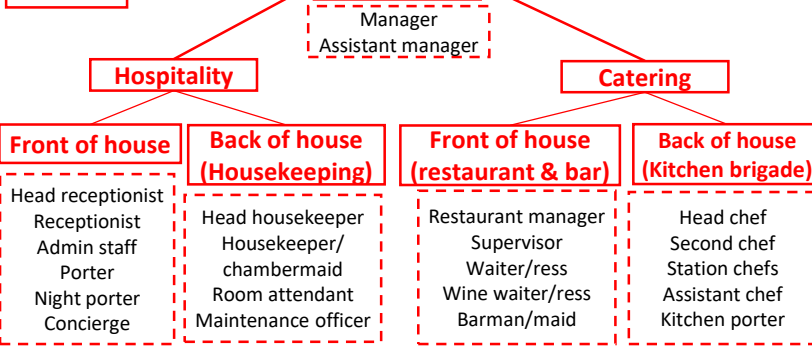 Manager
Assistant manager
Hospitality
Catering
Front of house
Back of house
(Housekeeping)
Front of house
(restaurant & bar)
Back of house
(Kitchen brigade)
Head receptionist
Receptionist
Admin staff
Porter
Night porter
Concierge
Head housekeeper
Housekeeper/
chambermaid
Room attendant
Maintenance officer
Restaurant manager
Supervisor
Waiter/ress
Wine waiter/ress
Barman/maid
Head chef
Second chef
Station chefs
Assistant chef
Kitchen porter